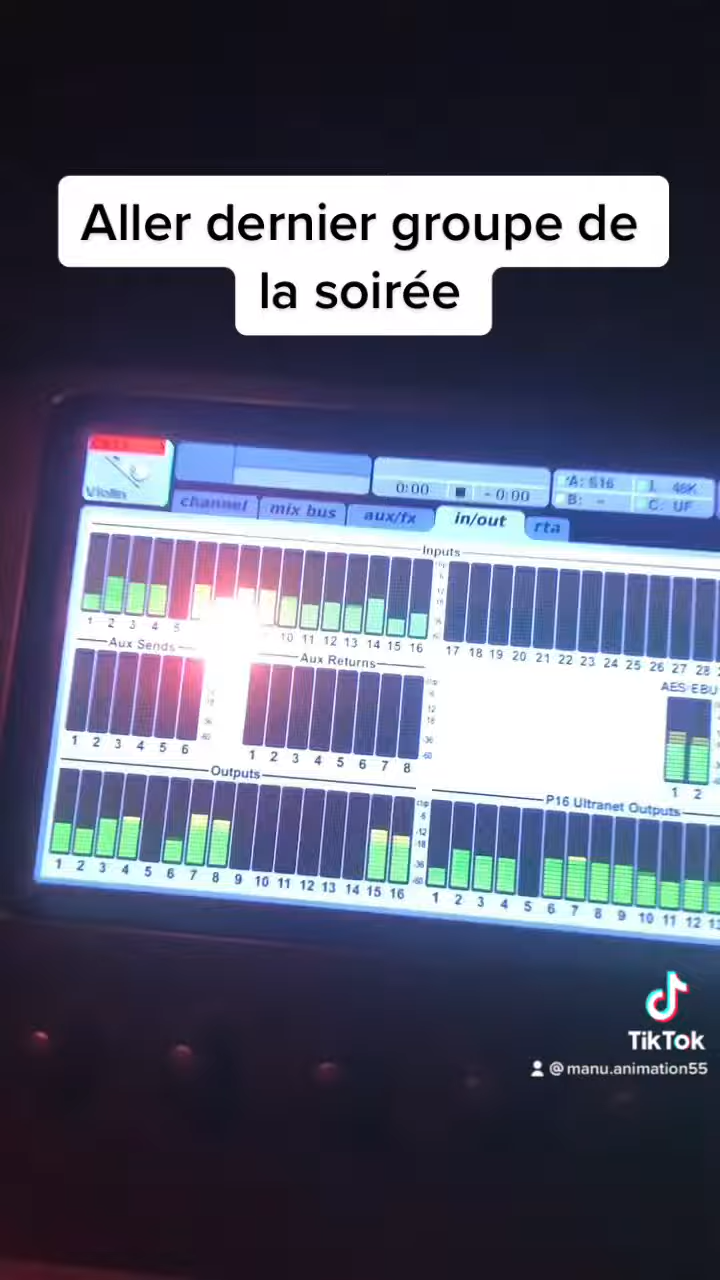 Aller dernier groupe de
la soirée
Violin
0:00 - 0:00
A: S16 48K
B: - C: UF
channel mix bus aux/fx in/out rta
Inputs
1 2 3 4 5 10 11 12 13 14 15 16 17 18 19 20 21 22 23 24 25 26 27 28
Aux Sends Aux Returns AES/EBU
1 2 3 4 5 6 1 2 3 4 5 6 7 8 1 2
Outputs P16 Ultranet Outputs
1 2 3 4 5 6 7 8 9 10 11 12 13 14 15 16 1 2 3 4 5 6 7 8 9 10 11 12
TikTok
@manu.animation55